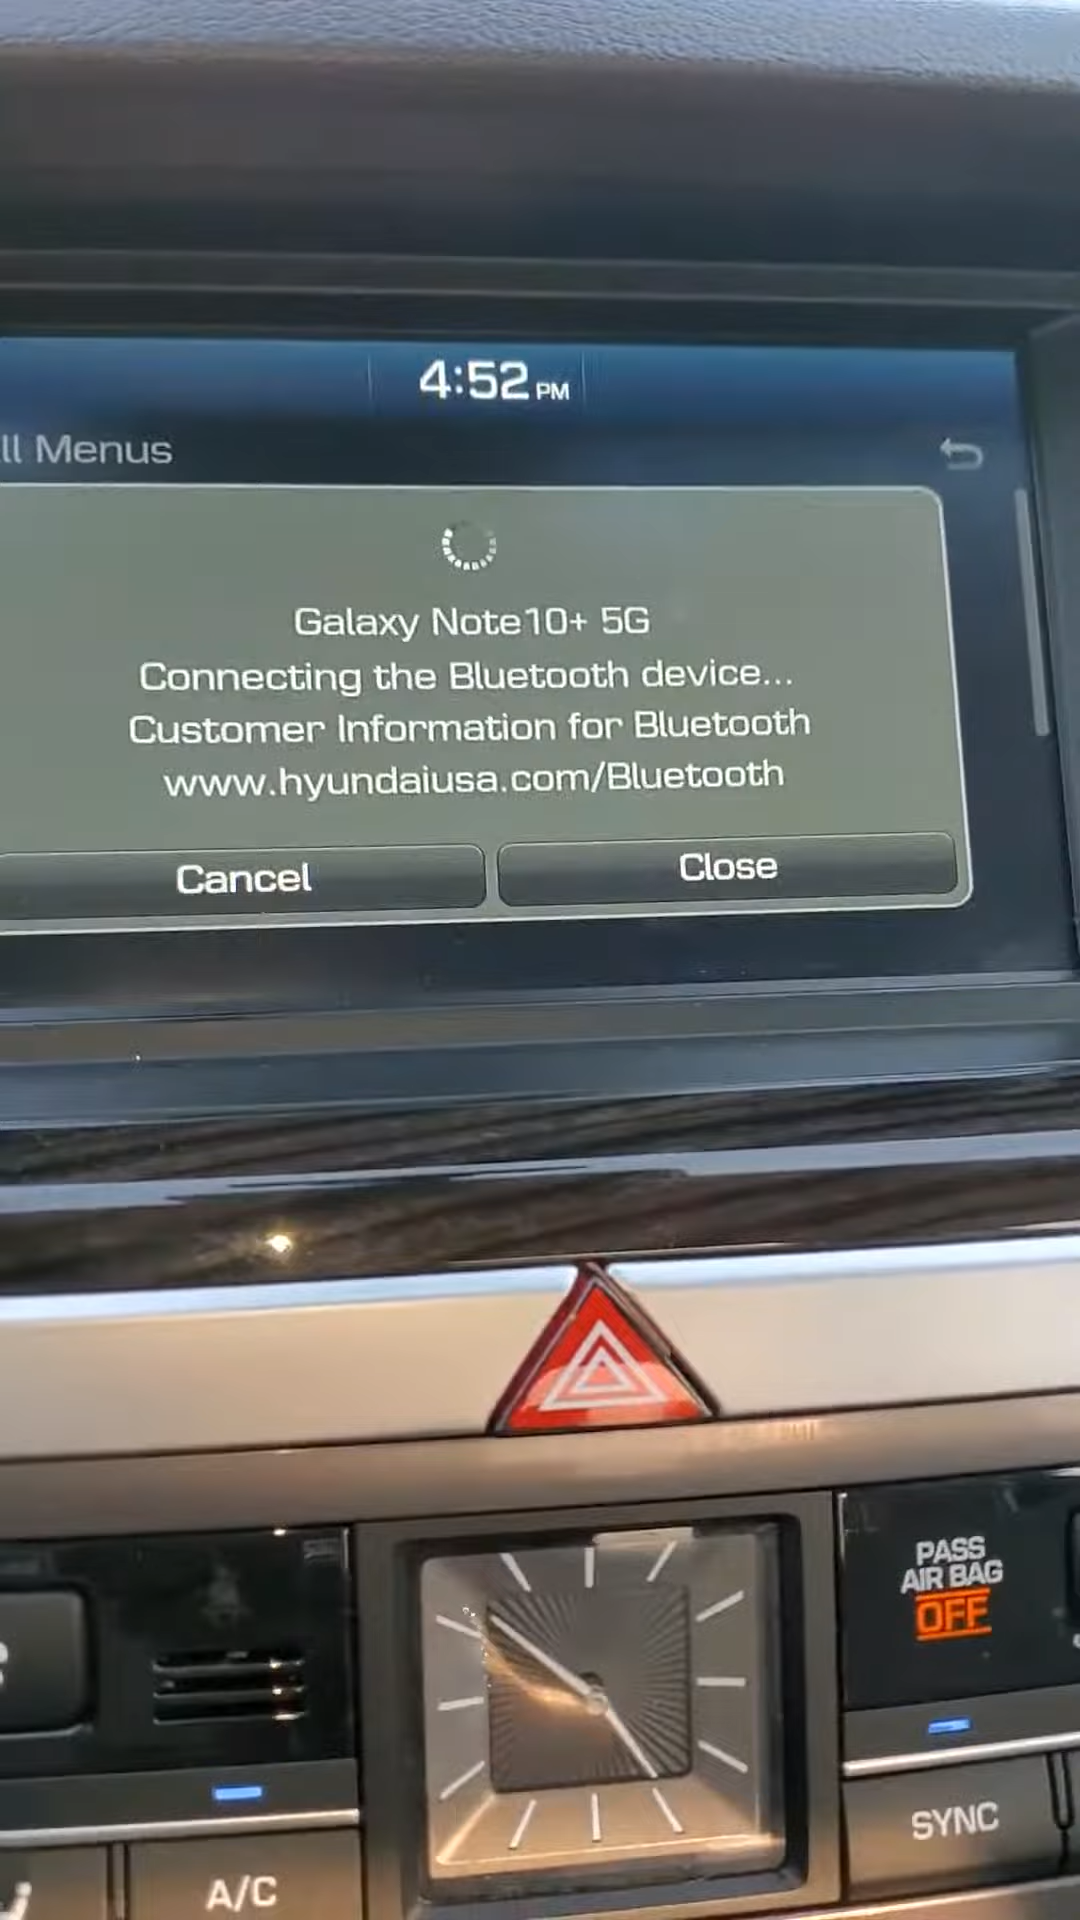 4:52 PM
ll Menus
Galaxy Note10+ 5G
Connecting the Bluetooth device...
Customer Information for Bluetooth
www.hyundaiusa.com/Bluetooth
Cancel
Close
PASS
AIR BAG
OFF
SYNC
A/C